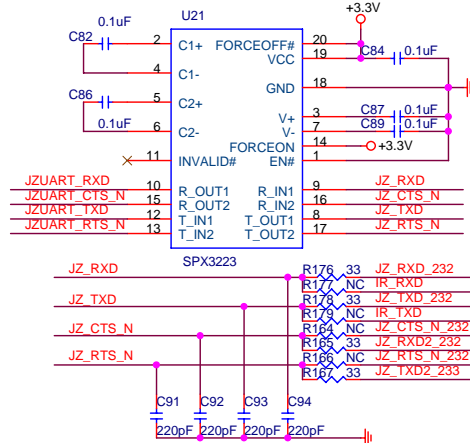 U21
+3.3V
C82
0.1uF
2 C1+ FORCEOFF# 20
VCC 19
C84 0.1uF
4 C1-
GND 18
C86
5 C2+
V+ 3
C87 0.1uF
0.1uF
6 C2-
V- 7
C89 0.1uF
FORCEON 14
+3.3V
11 INVALID# EN# 1
JZUART_RXD 10 R_OUT1 R_IN1 9 JZ_RXD
JZUART_CTS_N 15 R_OUT2 R_IN2 16 JZ_CTS_N
JZUART_TXD 12 T_IN1 T_OUT1 8 JZ_TXD
JZUART_RTS_N 13 T_IN2 T_OUT2 17 JZ_RTS_N
SPX3223
JZ_RXD R176 33 JZ_RXD_232
R177 NC IR_RXD
JZ_TXD R178 33 JZ_TXD_232
R179 NC IR_TXD
JZ_CTS_N R164 NC JZ_CTS_N_232
R165 33 JZ_RXD2_232
JZ_RTS_N R166 NC JZ_RTS_N_232
R167 33 JZ_TXD2_233
C91 C92 C93 C94
220pF 220pF 220pF 220pF